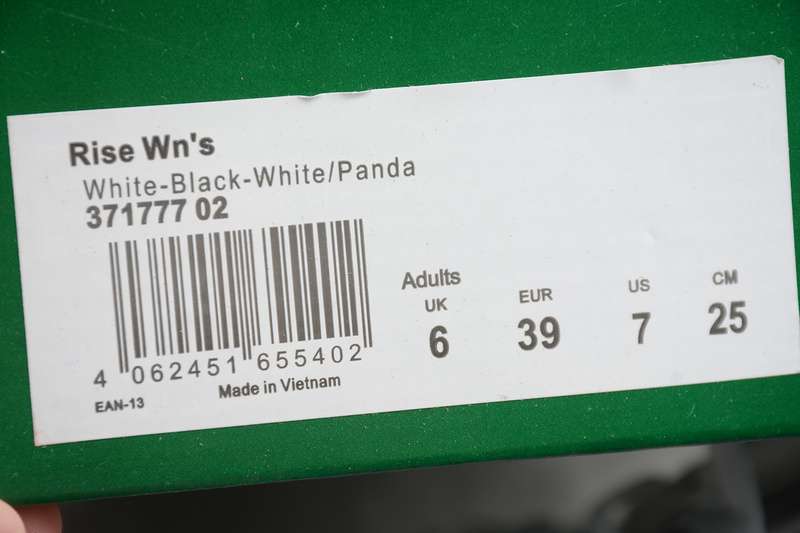 Rise Wn's
White-Black-White/Panda
371777 02
4 062451 655402
EAN-13
Made in Vietnam
Adults
UK EUR US CM
6 39 7 25